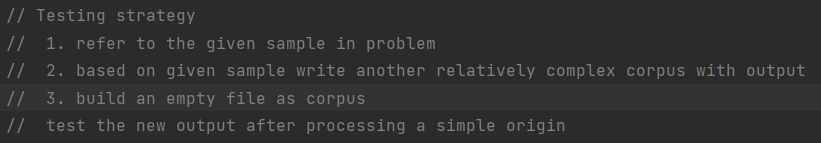 // Testing strategy
//  1. refer to the given sample in problem
//  2. based on given sample write another relatively complex corpus with output
//  3. build an empty file as corpus
//  test the new output after processing a simple origin